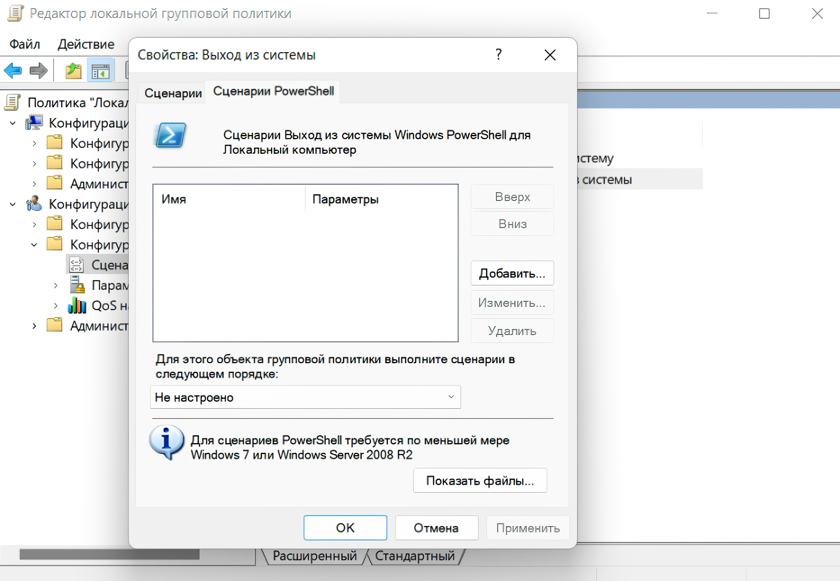 Редактор локальной групповой политики
Файл Действие
Свойства: Выход из системы ?
Сценарии Сценарии PowerShell
Сценарии Выход из системы Windows PowerShell для
Локальный компьютер
Имя Параметры
Вверх
Вниз
Добавить...
Изменить...
Удалить
Для этого объекта групповой политики выполните сценарии в
следующем порядке:
Не настроено
Для сценариев PowerShell требуется по меньшей мере
Windows 7 или Windows Server 2008 R2
Показать файлы...
OK Отмена Применить
Политика "Локал
Конфигураци
Конфигур
Конфигур
Админист
Конфигураци
Конфигур
Конфигур
Сцена
Парам
QoS н
Админист
истему
з системы
Расширенный Стандартный